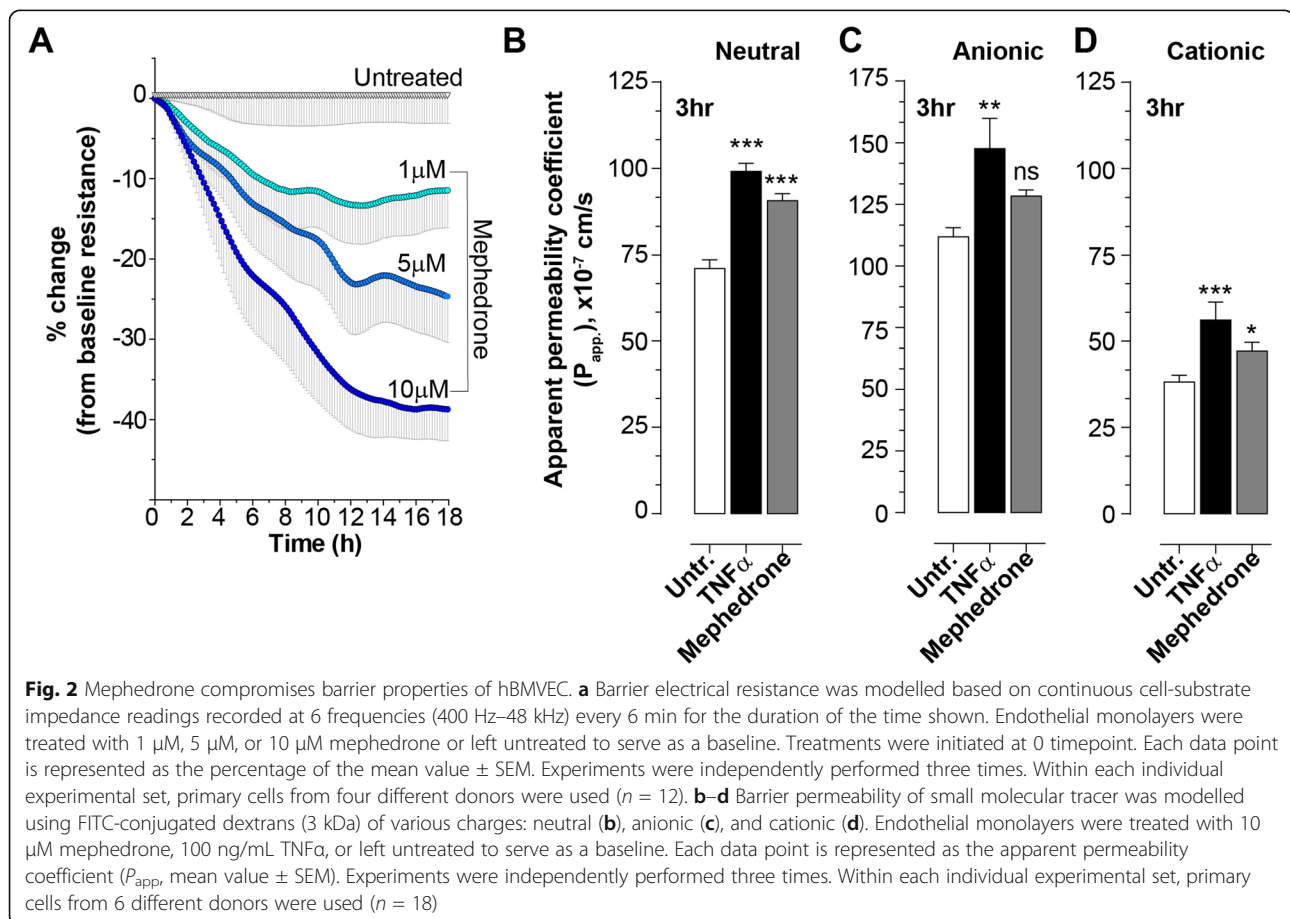 A
Untreated
0
-10
-20
-30
-40
% change
(from baseline resistance)
1µM
5µM
10µM
Mephedrone
0 2 4 6 8 10 12 14 16 18
Time (h)
B
Neutral
3hr
125
100
75
50
25
0
Apparent permeability coefficient
(Papp.), x10-7 cm/s
***
***
Untr.
TNFα
Mephedrone
C
Anionic
3hr
175
150
125
100
75
50
25
0
**
ns
Untr.
TNFα
Mephedrone
D
Cationic
3hr
125
100
75
50
25
0
***
*
Untr.
TNFα
Mephedrone
Fig. 2 Mephedrone compromises barrier properties of hBMVEC. a Barrier electrical resistance was modelled based on continuous cell-substrate
impedance readings recorded at 6 frequencies (400 Hz–48 kHz) every 6 min for the duration of the time shown. Endothelial monolayers were
treated with 1 μM, 5 μM, or 10 μM mephedrone or left untreated to serve as a baseline. Treatments were initiated at 0 timepoint. Each data point
is represented as the percentage of the mean value ± SEM. Experiments were independently performed three times. Within each individual
experimental set, primary cells from four different donors were used (n = 12). b–d Barrier permeability of small molecular tracer was modelled
using FITC-conjugated dextrans (3 kDa) of various charges: neutral (b), anionic (c), and cationic (d). Endothelial monolayers were treated with 10
μM mephedrone, 100 ng/mL TNFα, or left untreated to serve as a baseline. Each data point is represented as the apparent permeability
coefficient (Papp, mean value ± SEM). Experiments were independently performed three times. Within each individual experimental set, primary
cells from 6 different donors were used (n = 18)